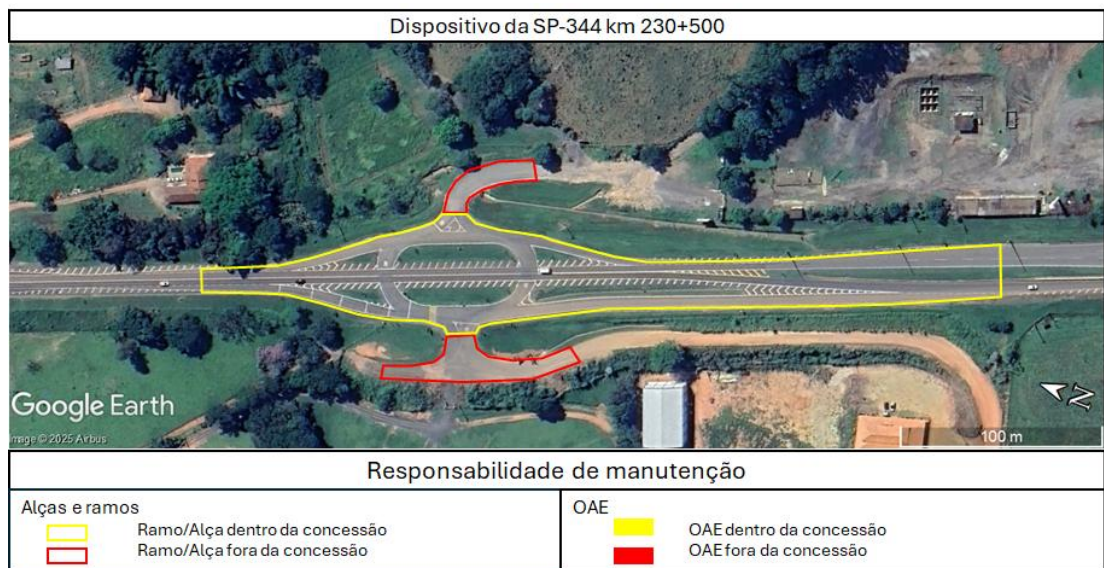 Dispositivo da SP-344 km 230+500
N
Google Earth
Image © 2025 Airbus
100 m
Responsabilidade de manutenção
Alças e ramos
Ramo/Alça dentro da concessão
Ramo/Alça fora da concessão
OAE
OAE dentro da concessão
OAE fora da concessão